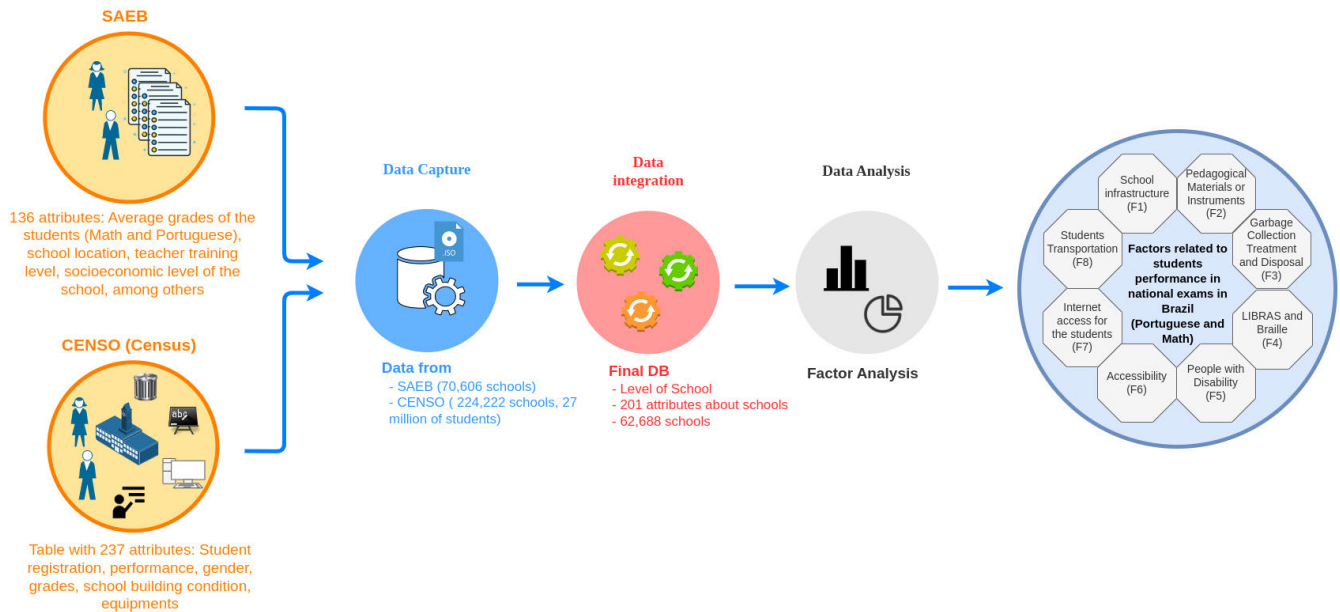 SAEB
136 attributes: Average grades of the
students (Math and Portuguese),
school location, teacher training
level, socioeconomic level of the
school, among others
CENSO (Census)
abc
Table with 237 attributes: Student
registration, performance, gender,
grades, school building condition,
equipments
Data Capture
.ISO
Data from
- SAEB (70,606 schools)
- CENSO ( 224,222 schools, 27
million of students)
Data
integration
Final DB
- Level of School
- 201 attributes about schools
- 62,688 schools
Data Analysis
Factor Analysis
School
infrastructure
(F1)
Pedagogical
Materials or
Instruments
(F2)
Garbage
Collection
Treatment
and Disposal
(F3)
LIBRAS and
Braille
(F4)
People with
Disability
(F5)
Accessibility
(F6)
Internet
access for
the students
(F7)
Students
Transportation
(F8)
Factors related to
students
performance in
national exams in
Brazil
(Portuguese and
Math)